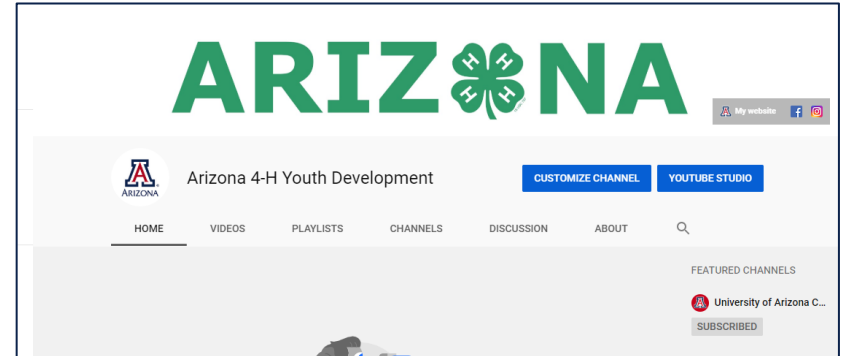 ARIZ NA
H H
H H
My website
ARIZONA
Arizona 4-H Youth Development
CUSTOMIZE CHANNEL
YOUTUBE STUDIO
HOME VIDEOS PLAYLISTS CHANNELS DISCUSSION ABOUT
FEATURED CHANNELS
University of Arizona C...
SUBSCRIBED